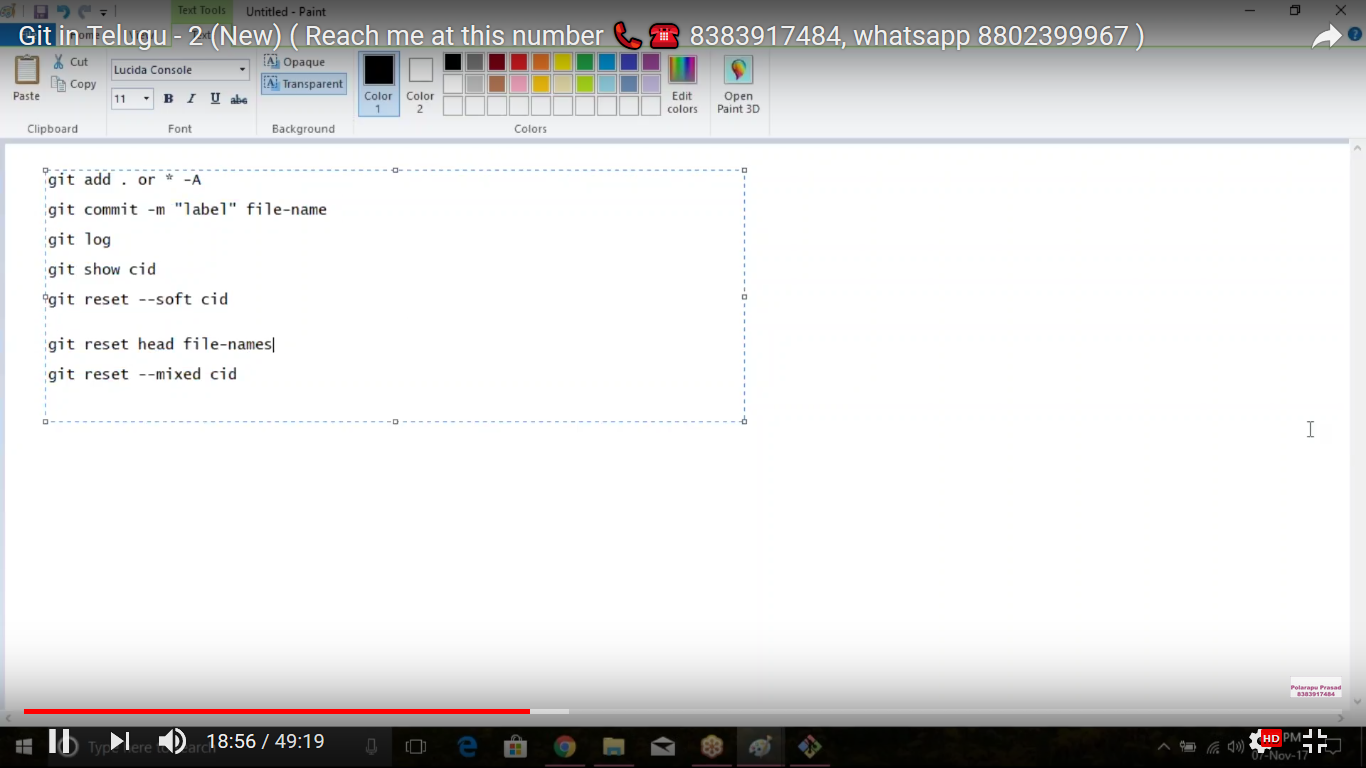 Text Tools Untitled - Paint
Git in Telugu - 2 (New) ( Reach me at this number 📞☎ 8383917484, whatsapp 8802399967 )
Cut
Copy
Paste
Clipboard
Lucida Console
11 B I U abc
Font
Opaque
Transparent
Background
Color 1
Color 2
Colors
Edit colors
Open Paint 3D
git add . or * -A
git commit -m "label" file-name
git log
git show cid
git reset --soft cid
git reset head file-names
git reset --mixed cid
Polarapu Prasad
8383917484
18:56 / 49:19
Type here to search
HD
PM
07-Nov-17